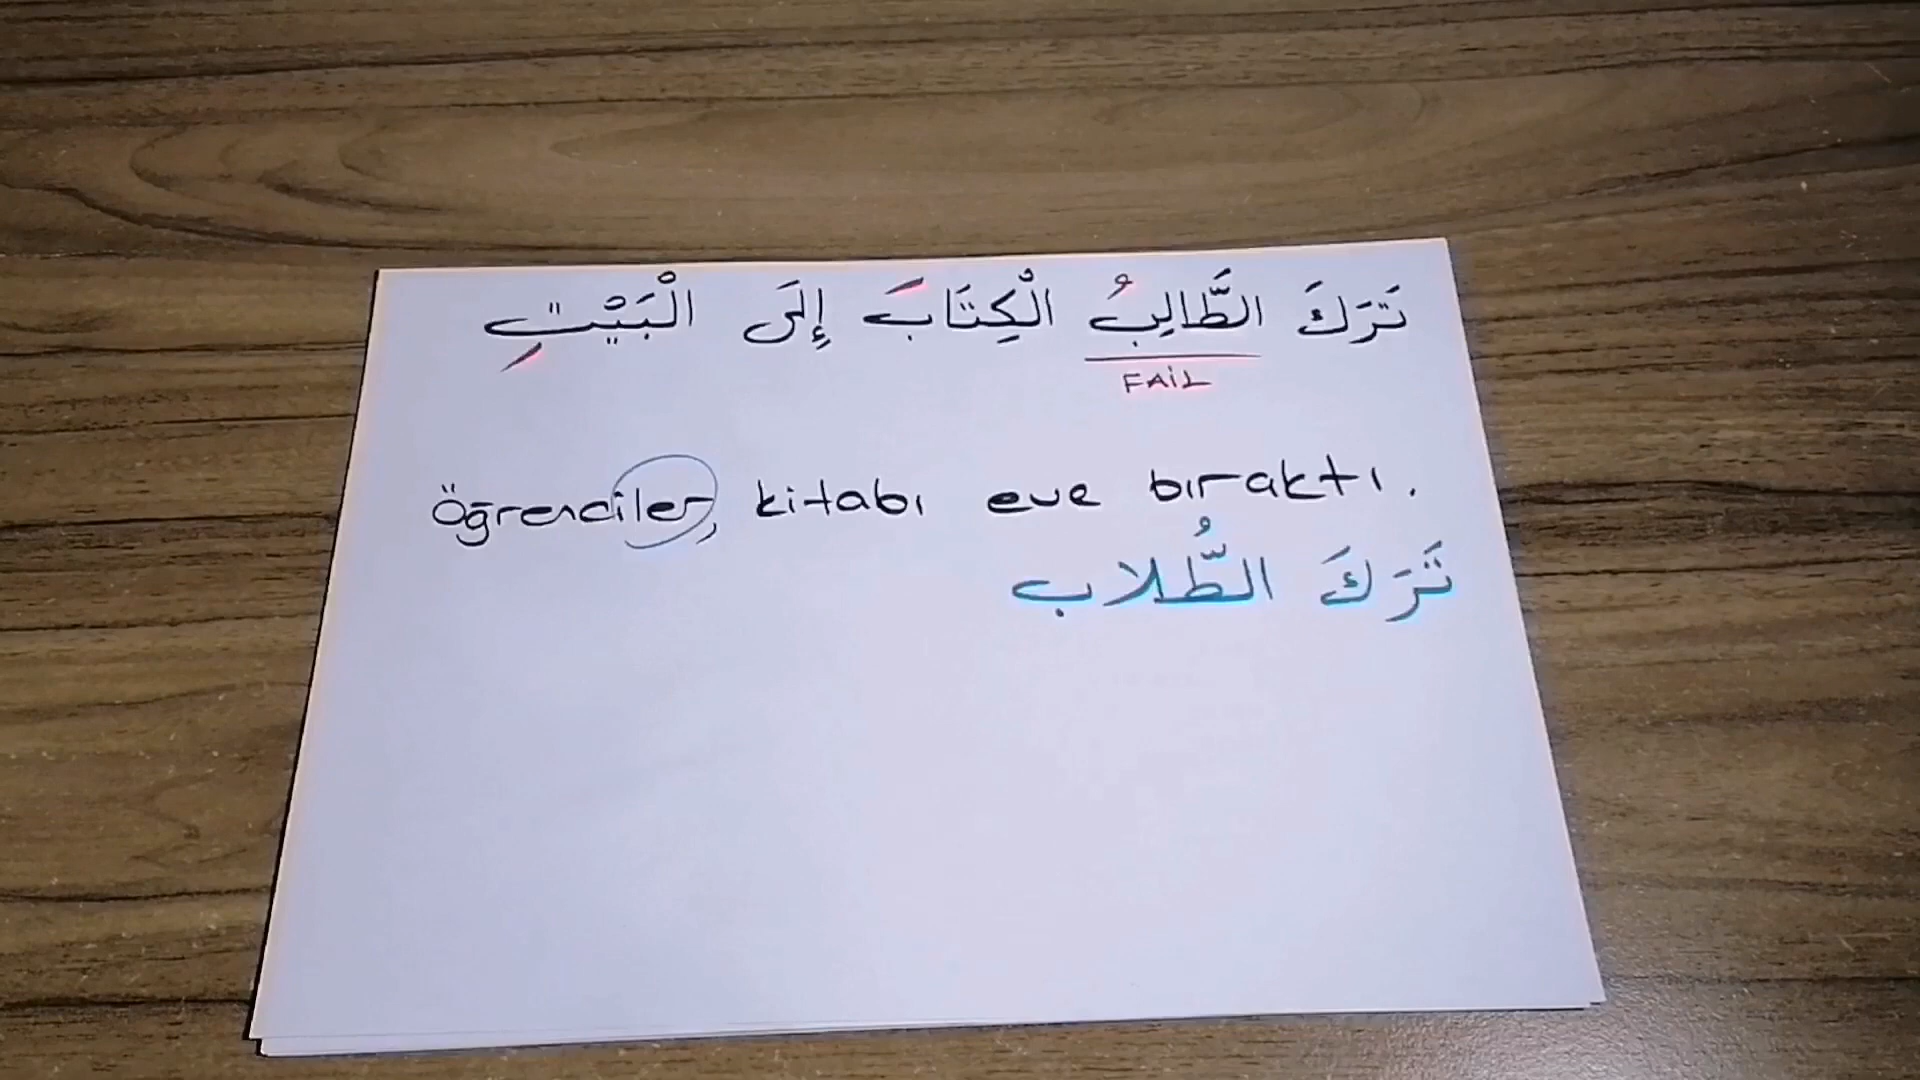 تَرَكَ الطَّالِبُ الْكِتَابَ إِلَى الْبَيْتِ
FAİL
Öğrenciler, kitabı eve bıraktı.
تَرَكَ الطُّلاب